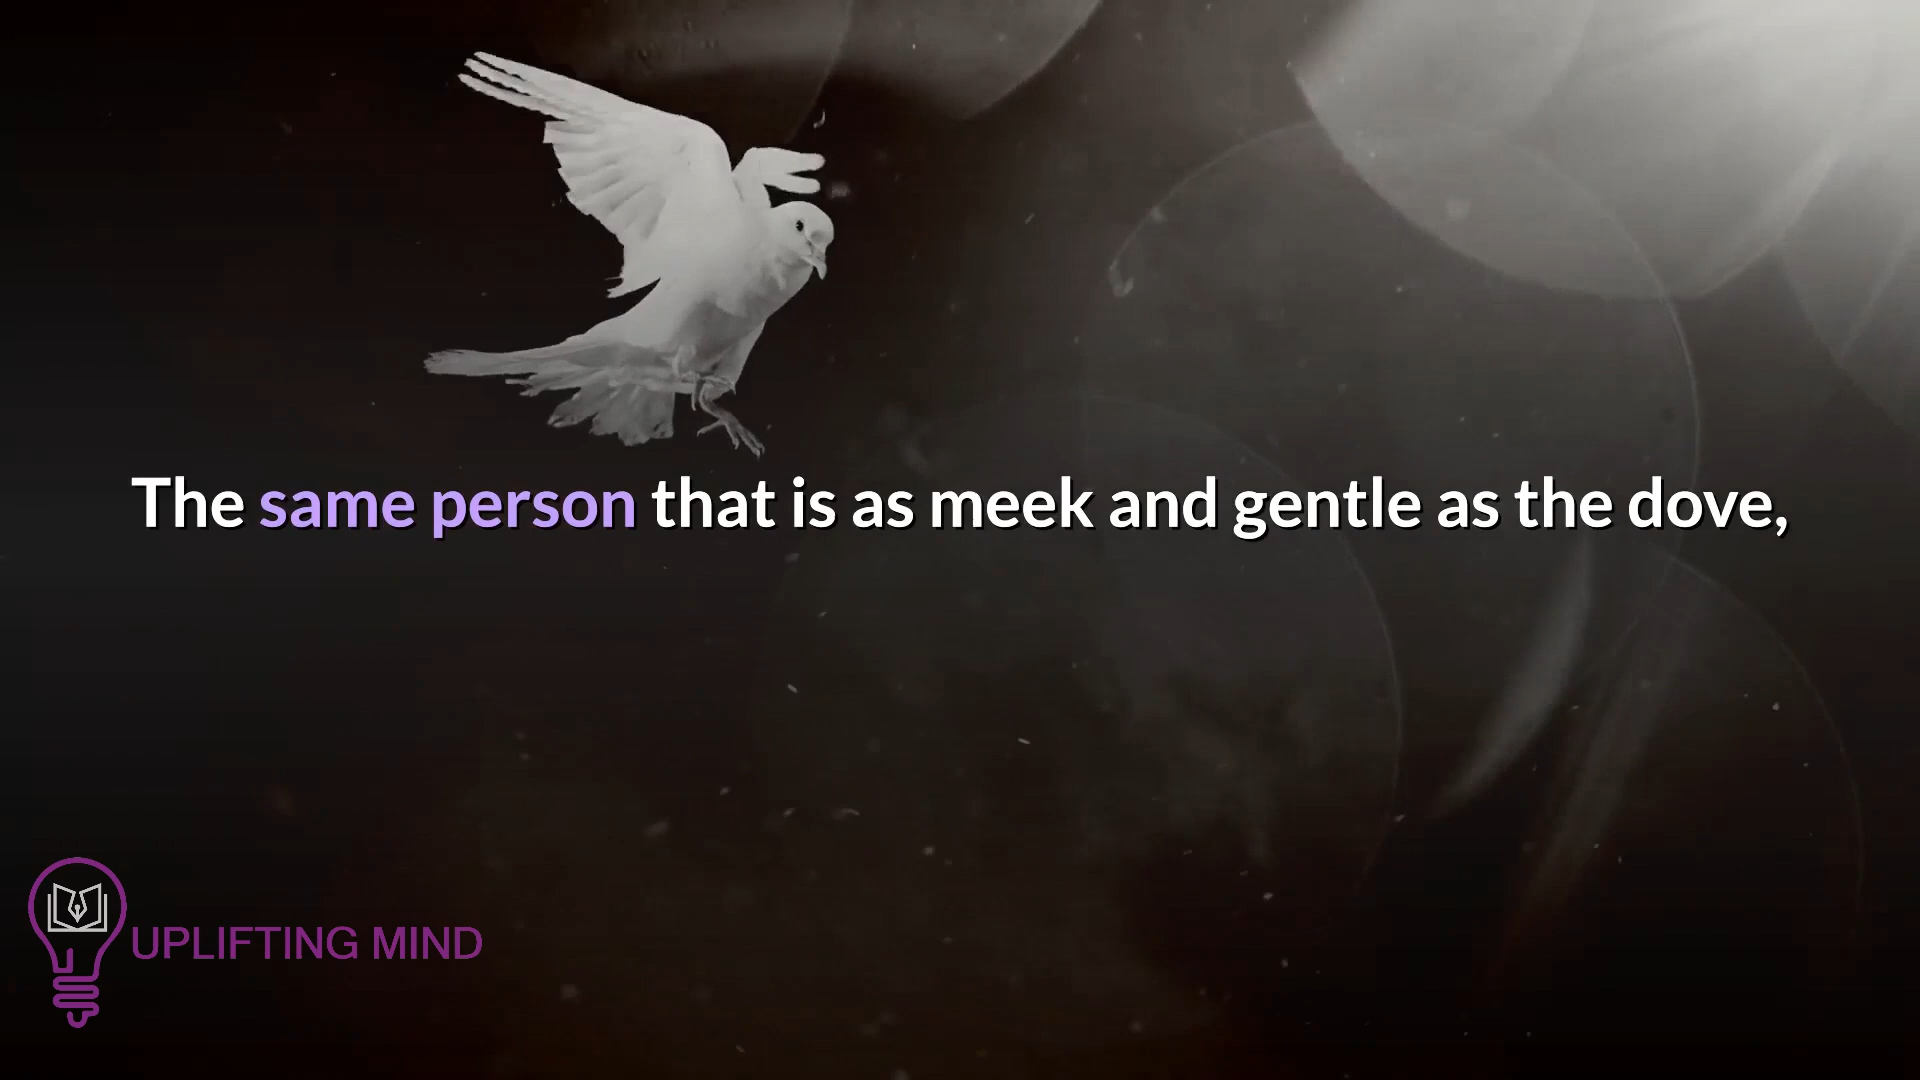 The same person that is as meek and gentle as the dove,
UPLIFTING MIND